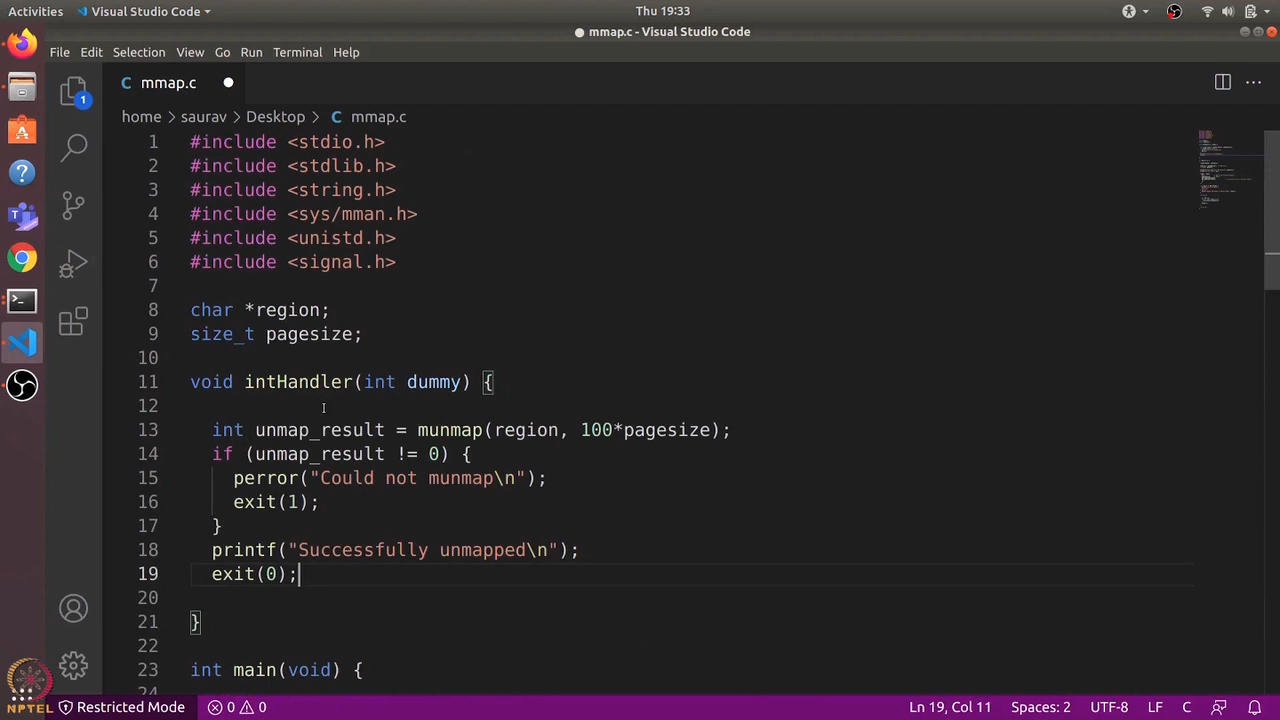 Activities Visual Studio Code Thu 19:33
mmap.c - Visual Studio Code
File Edit Selection View Go Run Terminal Help
mmap.c
home > saurav > Desktop > C mmap.c
1 #include <stdio.h>
2 #include <stdlib.h>
3 #include <string.h>
4 #include <sys/mman.h>
5 #include <unistd.h>
6 #include <signal.h>
7
8 char *region;
9 size_t pagesize;
10
11 void intHandler(int dummy) {
12
13 int unmap_result = munmap(region, 100*pagesize);
14 if (unmap_result != 0) {
15 perror("Could not munmap\n");
16 exit(1);
17 }
18 printf("Successfully unmapped\n");
19 exit(0);
20
21 }
22
23 int main(void) {
24
1
NPTEL
Restricted Mode 0 0 Ln 19, Col 11 Spaces: 2 UTF-8 LF C